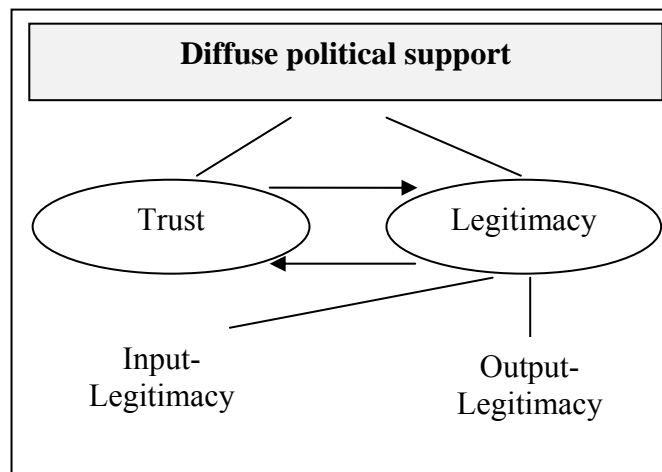 Diffuse political support
Trust
Legitimacy
Input-
Legitimacy
Output-
Legitimacy